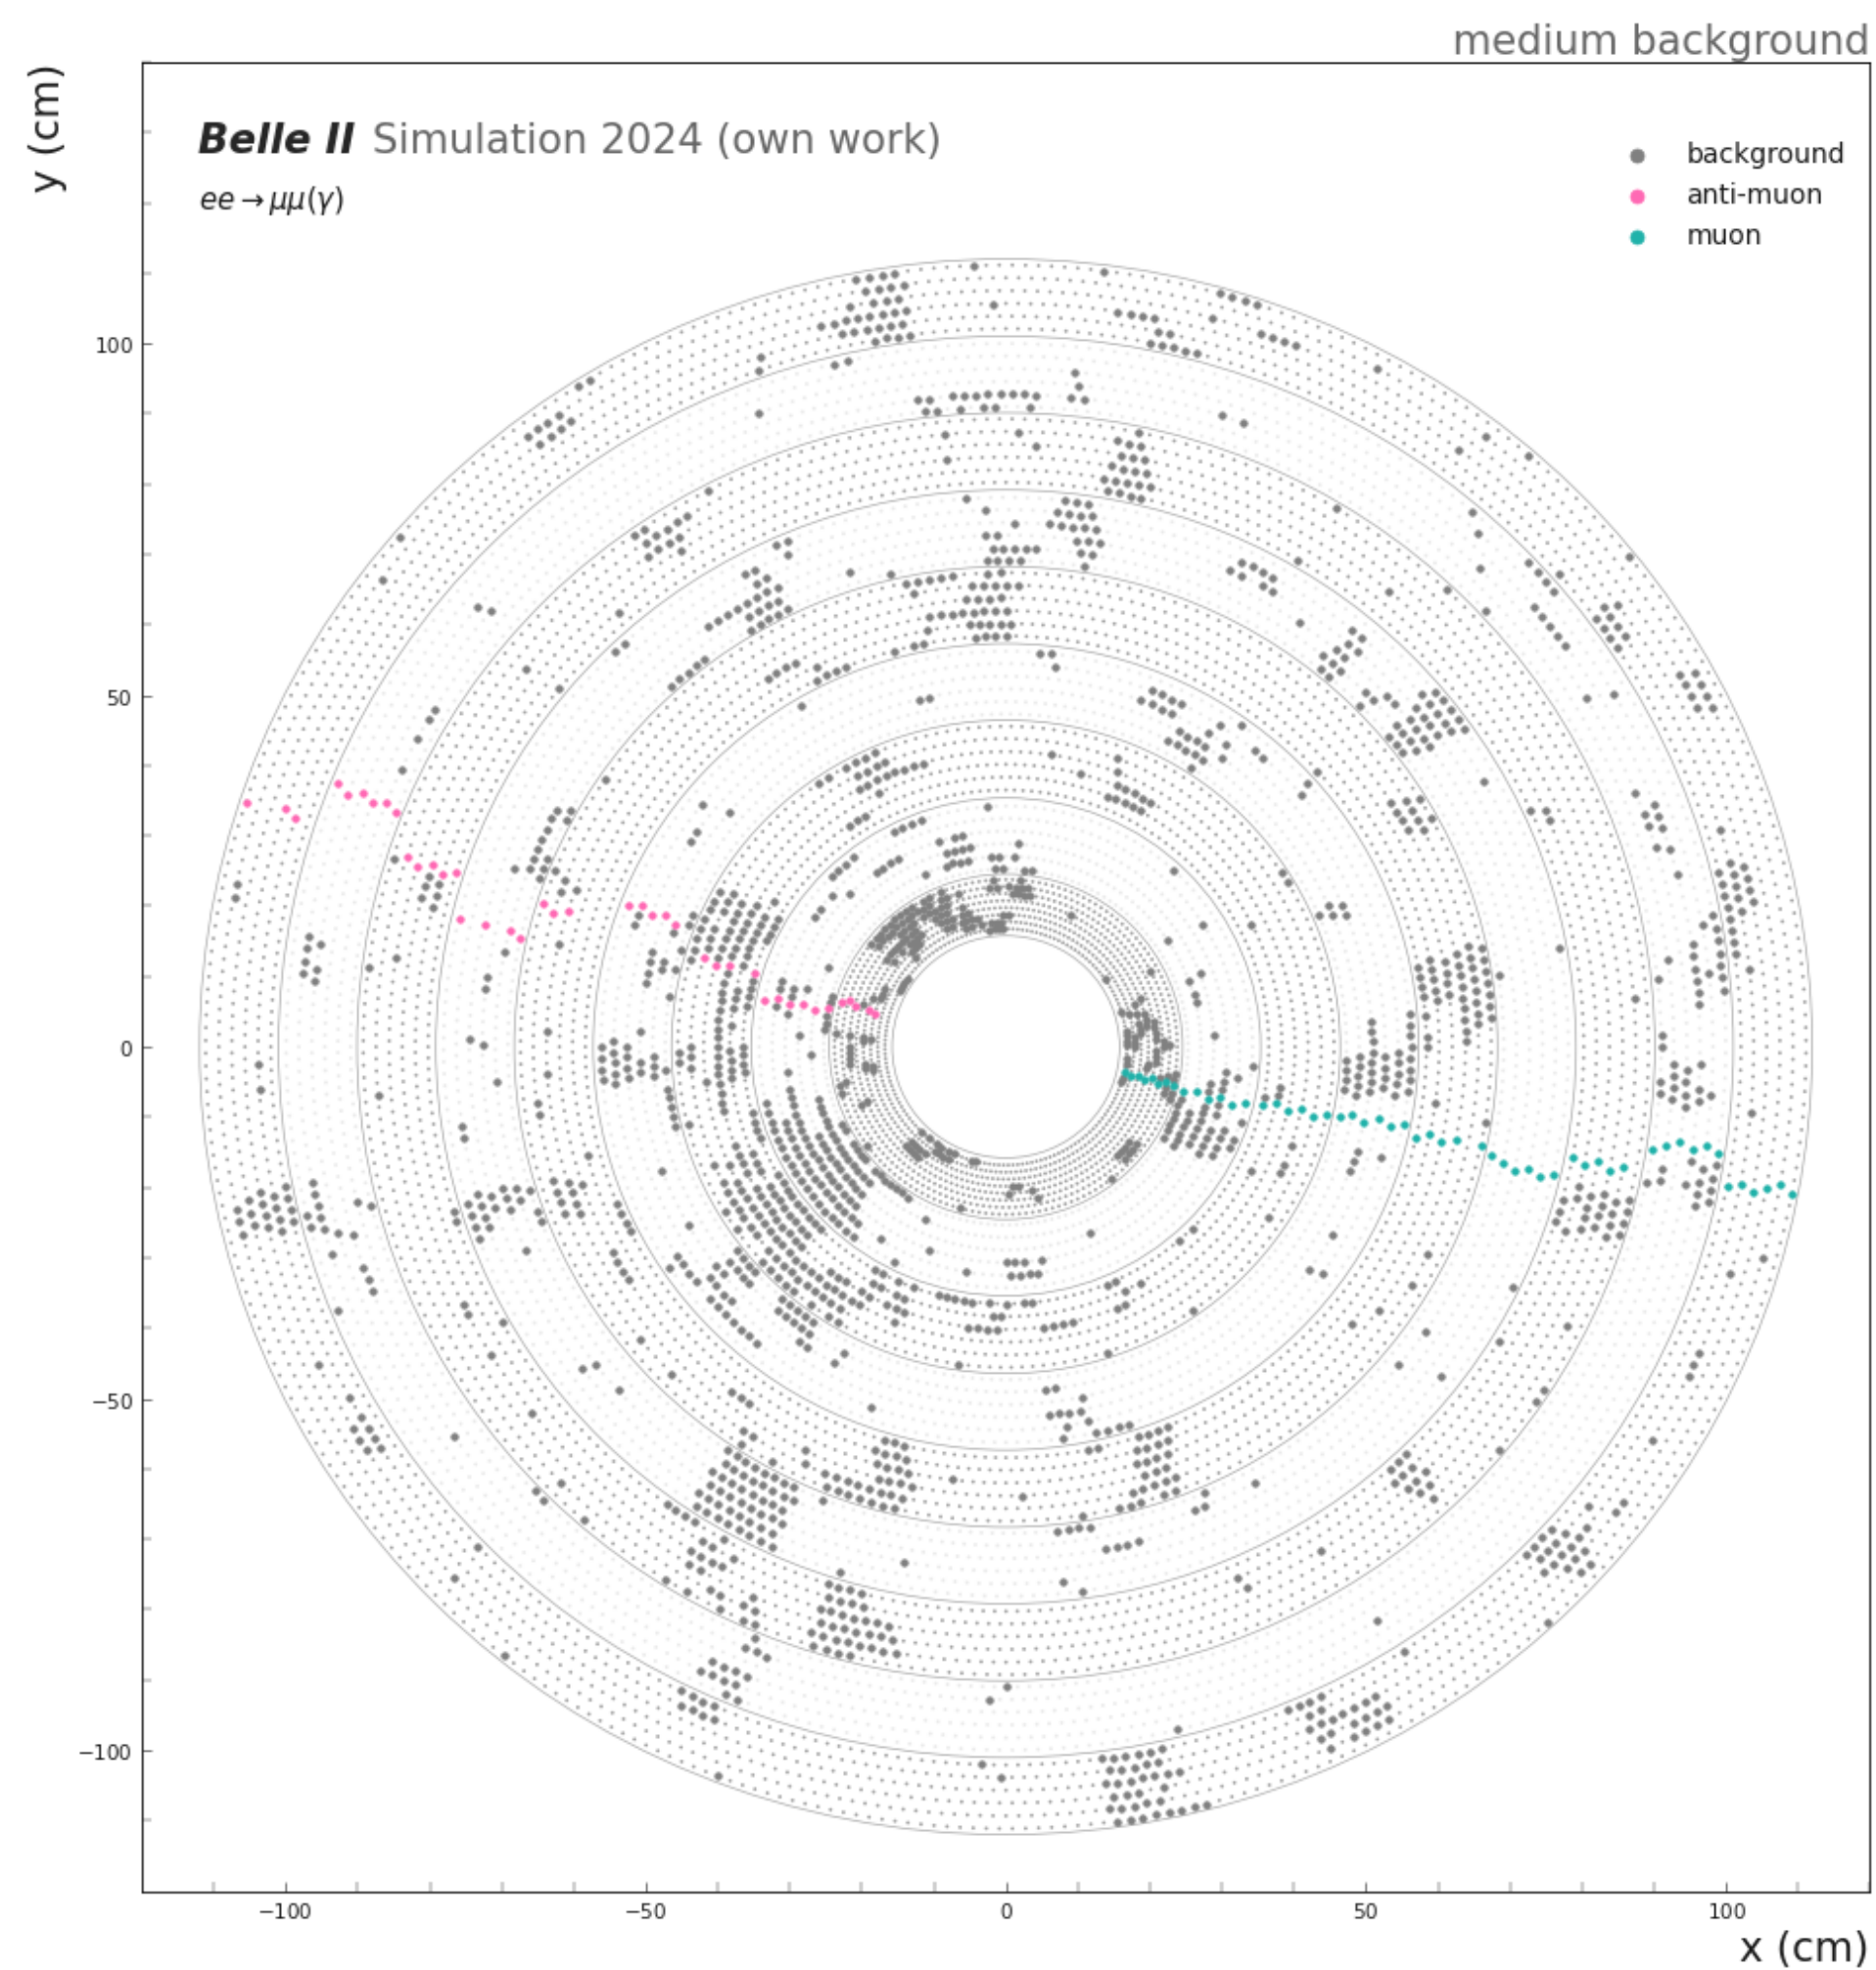 medium background
y (cm)
Belle II Simulation 2024 (own work)
ee→μμ(γ)
background
anti-muon
muon
100
50
0
−50
−100
−100 −50 0 50 100
x (cm)